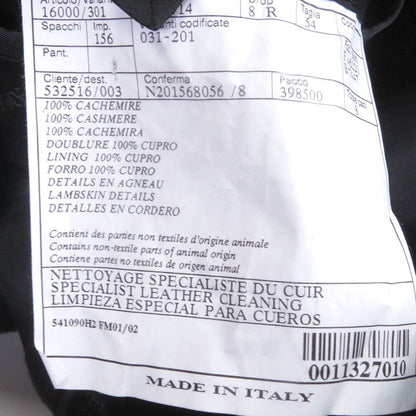 Articolo/Variante Drop Taglia
16000/301 14 8 R 54
Spacchi Imp. Varianti codificate
156 031-201
Pant.
Cliente/dest. Conferma Pacco
532516/003 N201568056 /8 398500
100% CACHEMIRE
100% CASHMERE
100% CACHEMIRA
DOUBLURE 100% CUPRO
LINING 100% CUPRO
FORRO 100% CUPRO
DETAILS EN AGNEAU
LAMBSKIN DETAILS
DETALLES EN CORDERO
Contient des parties non textiles d'origine animale
Contains non-textile parts of animal origin
Contiene partes no textiles de origen animal
NETTOYAGE SPECIALISTE DU CUIR
SPECIALIST LEATHER CLEANING
LIMPIEZA ESPECIAL PARA CUEROS
541090H2 FM01/02
0011327010
MADE IN ITALY